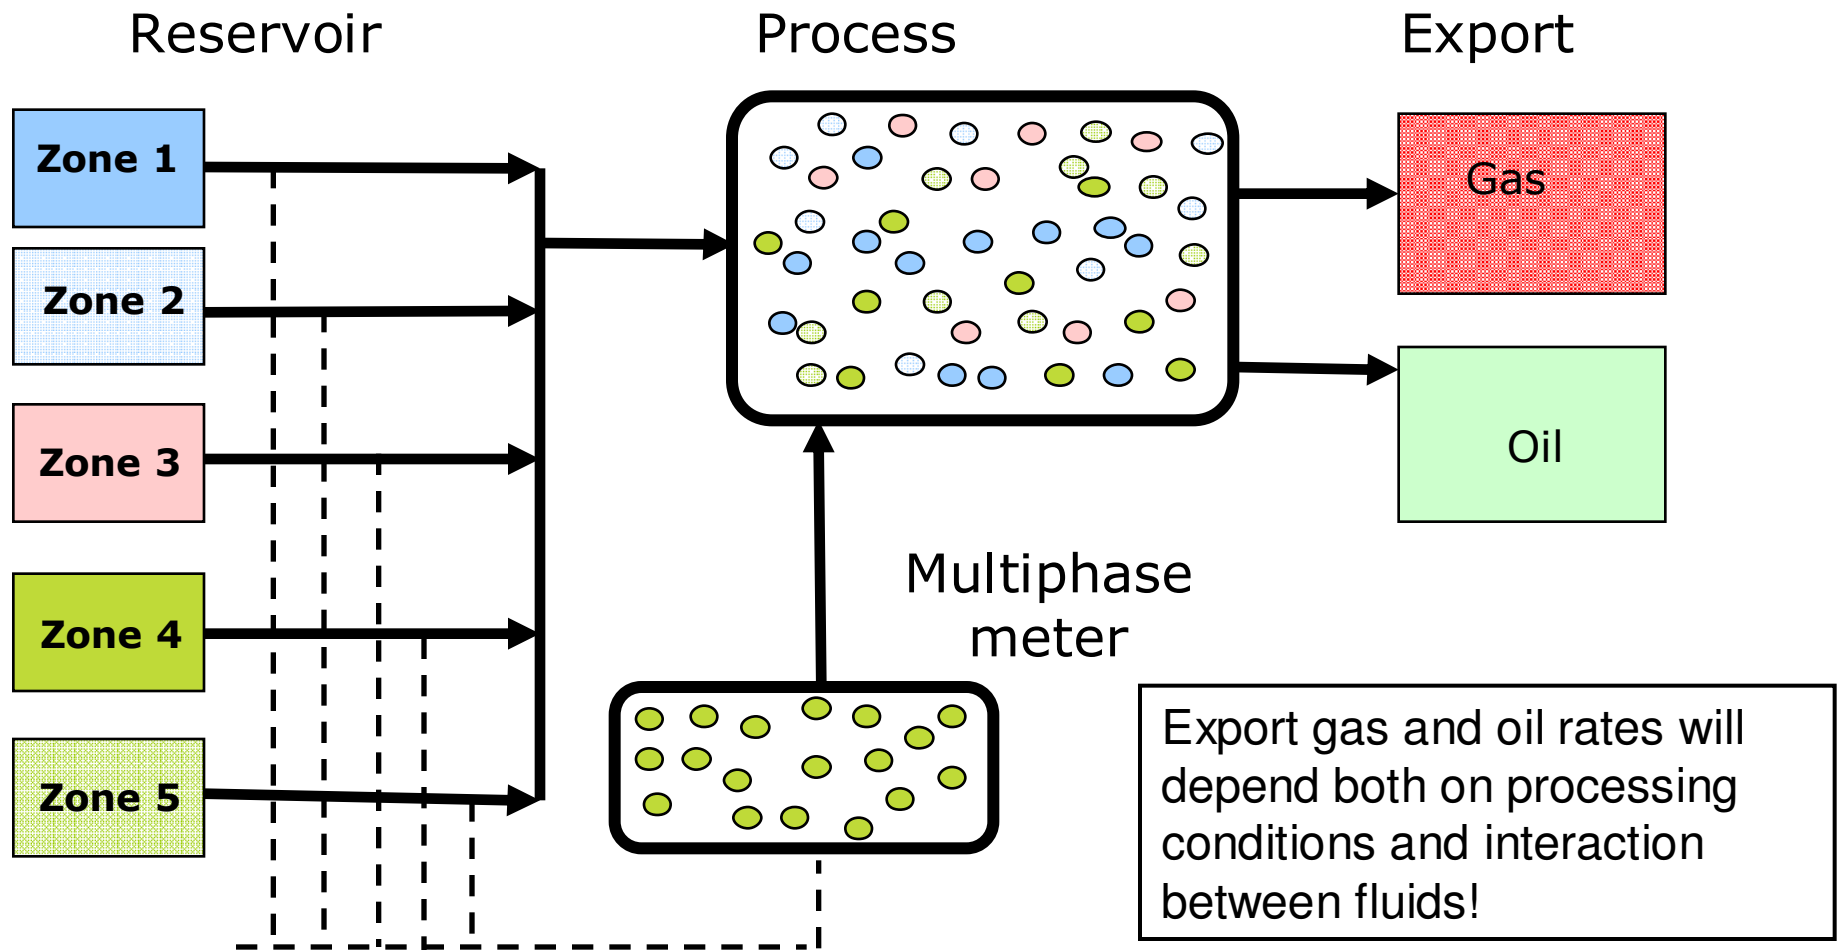 Reservoir
Process
Export
Zone 1
Zone 2
Zone 3
Zone 4
Zone 5
Gas
Oil
Multiphase
meter
Export gas and oil rates will
depend both on processing
conditions and interaction
between fluids!